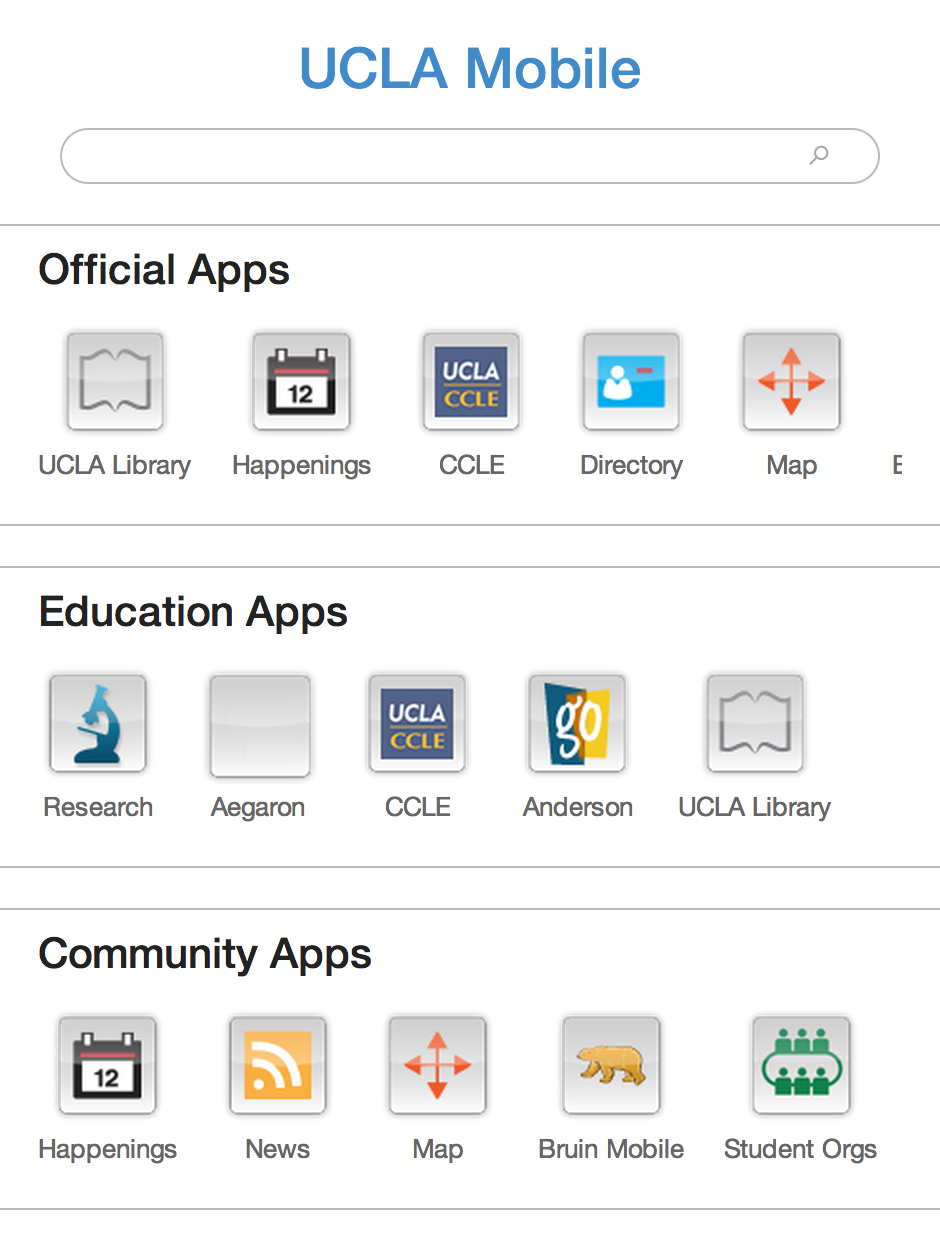 UCLA Mobile
Official Apps
12
UCLA
CCLE
UCLA Library Happenings CCLE Directory Map
Education Apps
UCLA
CCLE
go
Research Aegaron CCLE Anderson UCLA Library
Community Apps
12
Happenings News Map Bruin Mobile Student Orgs